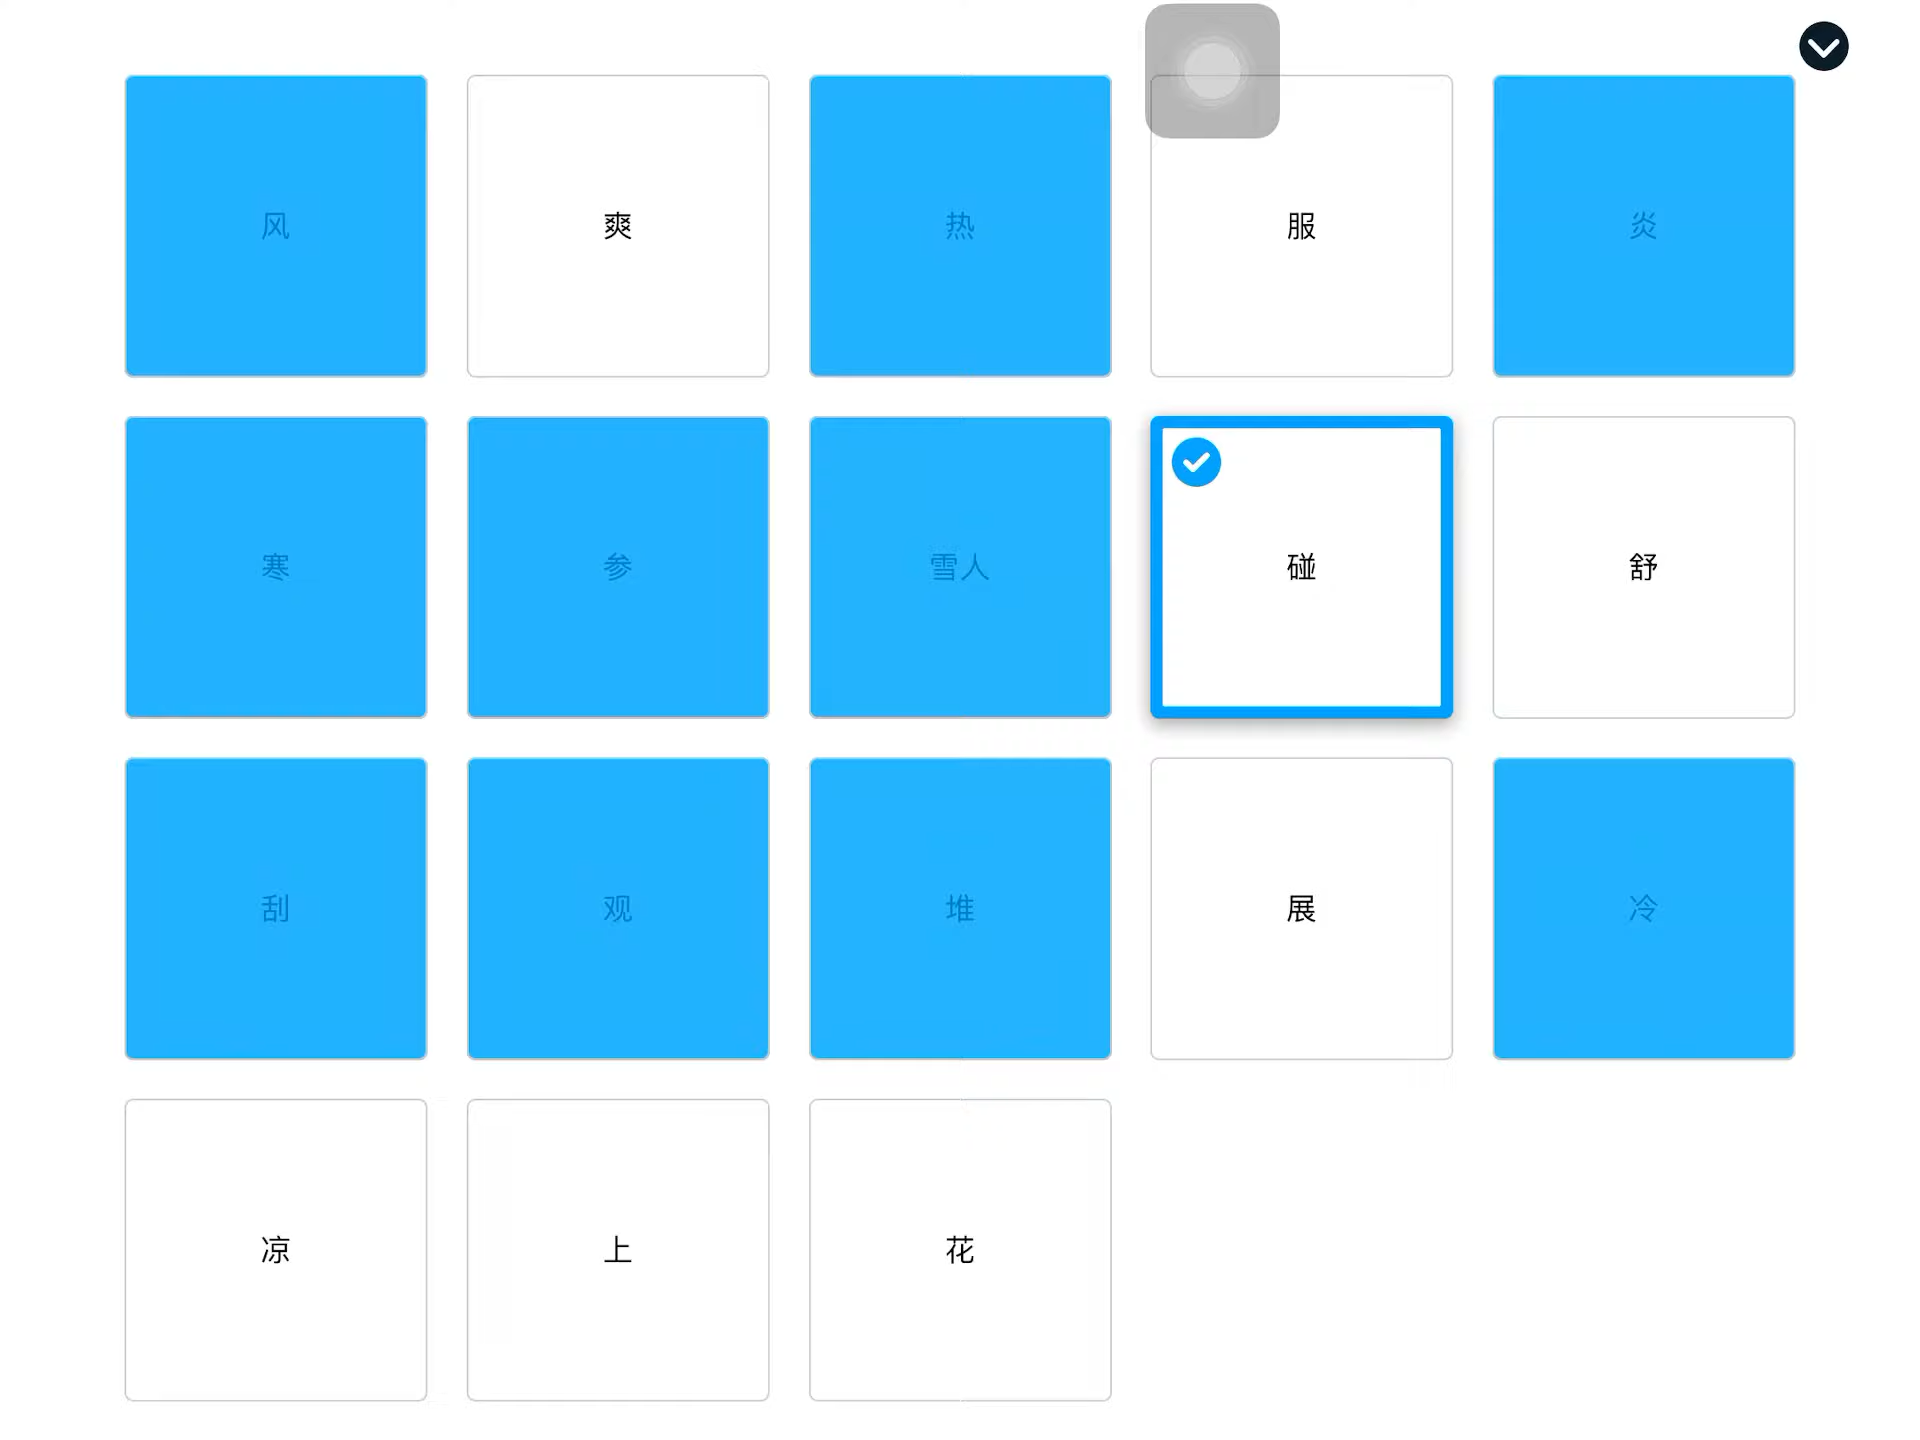 风 爽 热 服 炎
寒 参 雪人 碰 舒
刮 观 堆 展 冷
凉 上 花